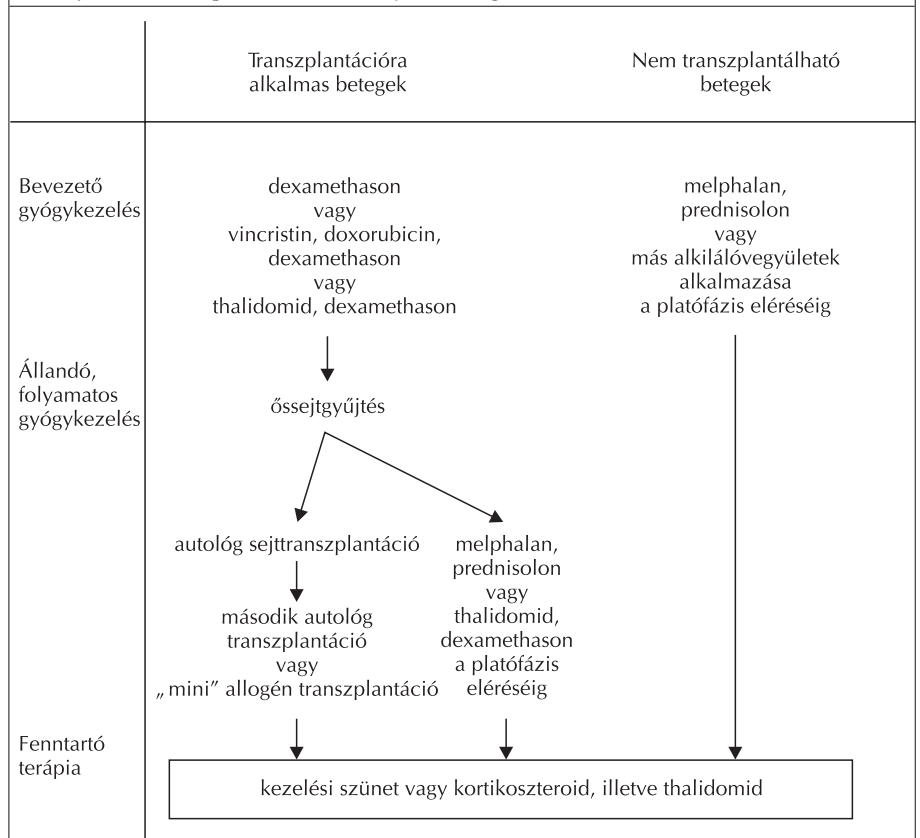 Transzplantációra
alkalmas betegek
Nem transzplantálható
betegek
Bevezető
gyógykezelés
dexamethason
vagy
vincristin, doxorubicin,
dexamethason
vagy
thalidomid, dexamethason
melphalan,
prednisolon
vagy
más alkilálóvegyületek
alkalmazása
a platófázis eléréséig
Állandó,
folyamatos
gyógykezelés
őssejtgyűjtés
autológ sejttranszplantáció
második autológ
transzplantáció
vagy
„mini” allogén transzplantáció
melphalan,
prednisolon
vagy
thalidomid,
dexamethason
a platófázis
eléréséig
Fenntartó
terápia
kezelési szünet vagy kortikoszteroid, illetve thalidomid